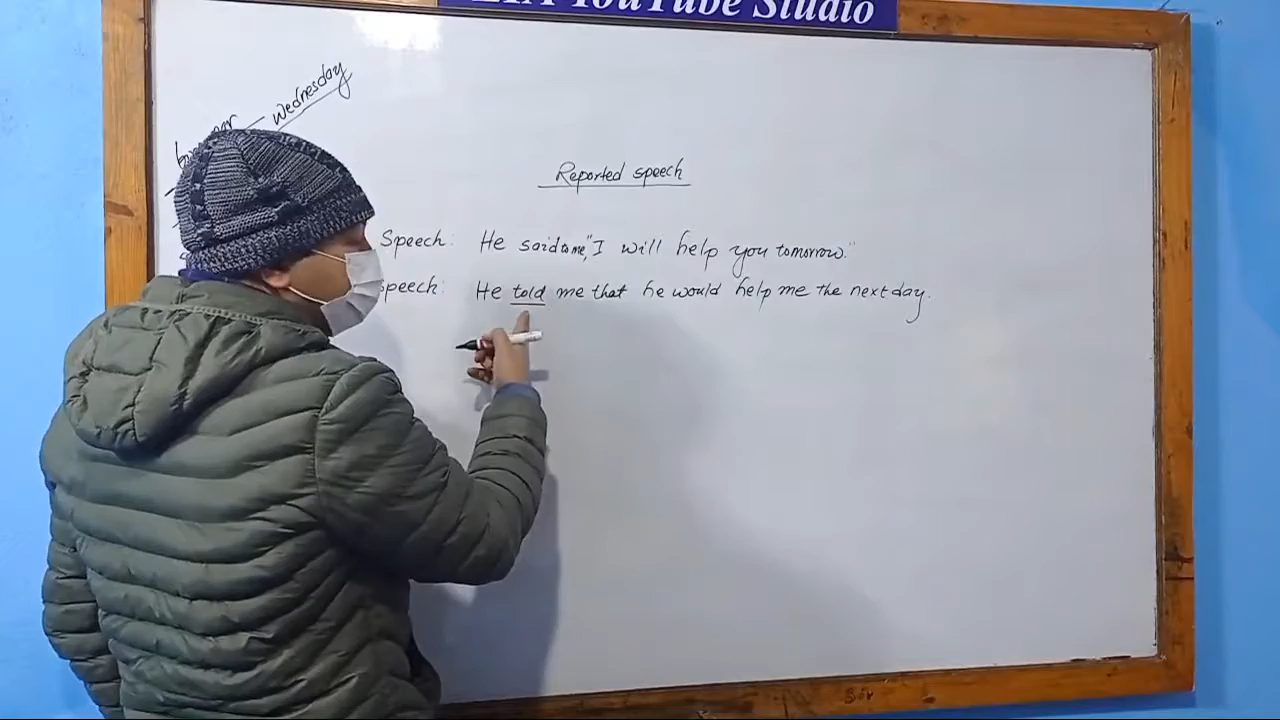 YouTube Studio
Wednesday
Reported speech
Speech: He said to me, "I will help you tomorrow."
Speech: He told me that he would help me the next day.